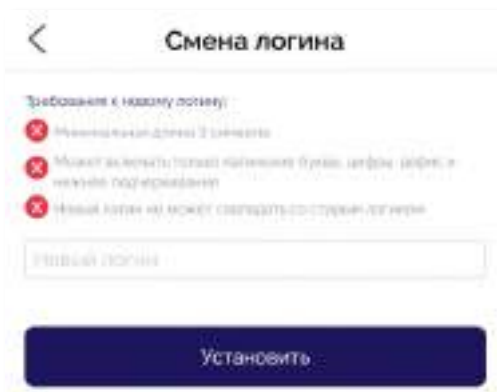 Смена логина
Требования к новому логину:
Минимальная длина 3 символа
Может включать только латинские буквы, цифры, дефис и
нижнее подчеркивание
Новый логин не может совпадать со старым логином
Новый логин
Установить